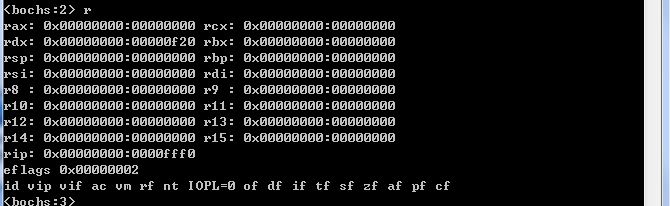 <bochs:2> r
rax: 0x00000000:00000000 rcx: 0x00000000:00000000
rdx: 0x00000000:00000f20 rbx: 0x00000000:00000000
rsp: 0x00000000:00000000 rbp: 0x00000000:00000000
rsi: 0x00000000:00000000 rdi: 0x00000000:00000000
r8 : 0x00000000:00000000 r9 : 0x00000000:00000000
r10: 0x00000000:00000000 r11: 0x00000000:00000000
r12: 0x00000000:00000000 r13: 0x00000000:00000000
r14: 0x00000000:00000000 r15: 0x00000000:00000000
rip: 0x00000000:0000fff0
eflags 0x00000002
id vip vif ac vm rf nt IOPL=0 of df if tf sf zf af pf cf
<bochs:3>